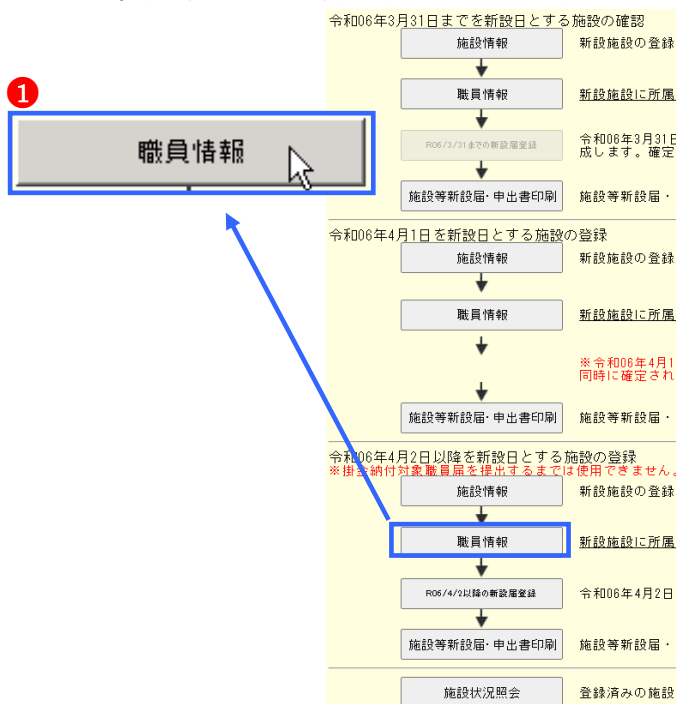 令和06年3月31日までを新設日とする施設の確認
施設情報 新設施設の登録
❶
職員情報
職員情報 新設施設に所属
R06/3/31までの新設届登録 令和06年3月31日
成します。確定
施設等新設届・申出書印刷 施設等新設届・
令和06年4月1日を新設日とする施設の登録
施設情報 新設施設の登録
職員情報 新設施設に所属
※令和06年4月1
同時に確定され
施設等新設届・申出書印刷 施設等新設届・
令和06年4月2日以降を新設日とする施設の登録
※掛金納付対象職員届を提出するまでは使用できません。
施設情報 新設施設の登録
職員情報 新設施設に所属
R06/4/2以降の新設届登録 令和06年4月2日
施設等新設届・申出書印刷 施設等新設届・
施設状況照会 登録済みの施設